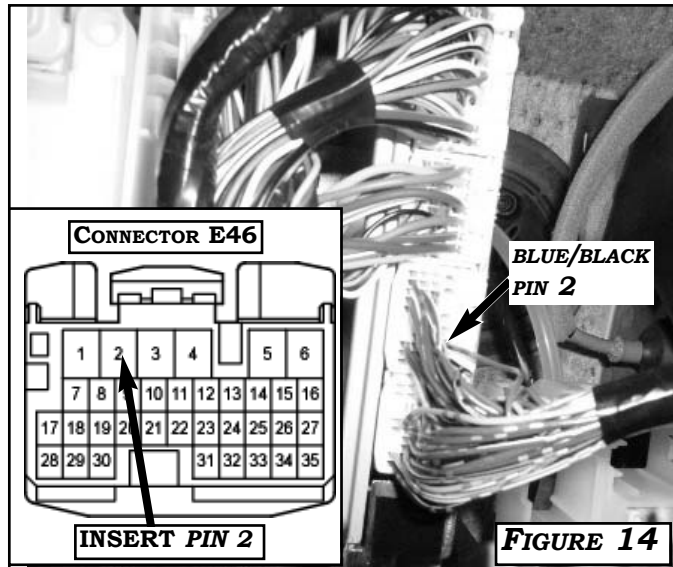 CONNECTOR E46
1 2 3 4 5 6
7 8 10 11 12 13 14 15 16
17 18 19 20 21 22 23 24 25 26 27
28 29 30 31 32 33 34 35
INSERT PIN 2
BLUE/BLACK
PIN 2
FIGURE 14